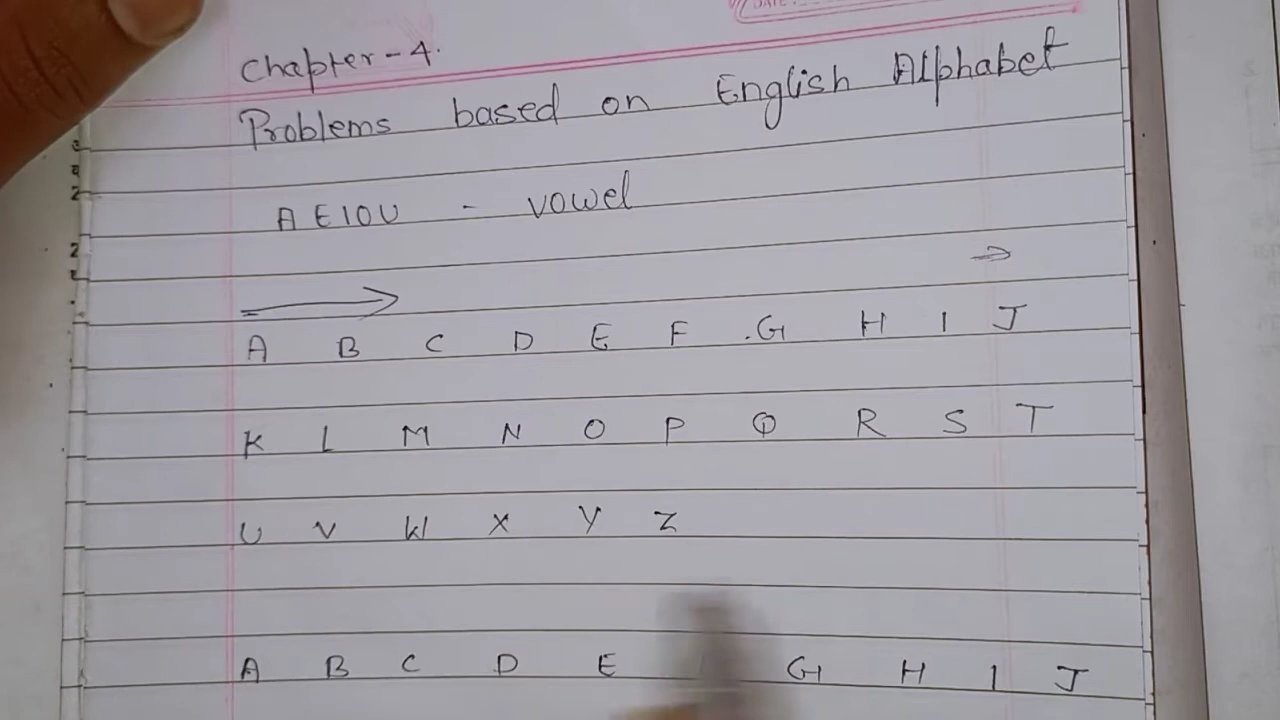 Chapter-4.
Problems based on English Alphabet
A E I O U - vowel
A B C D E F .G H I J
K L M N O P Q R S T
U V W X Y Z
A B C D E G H I J